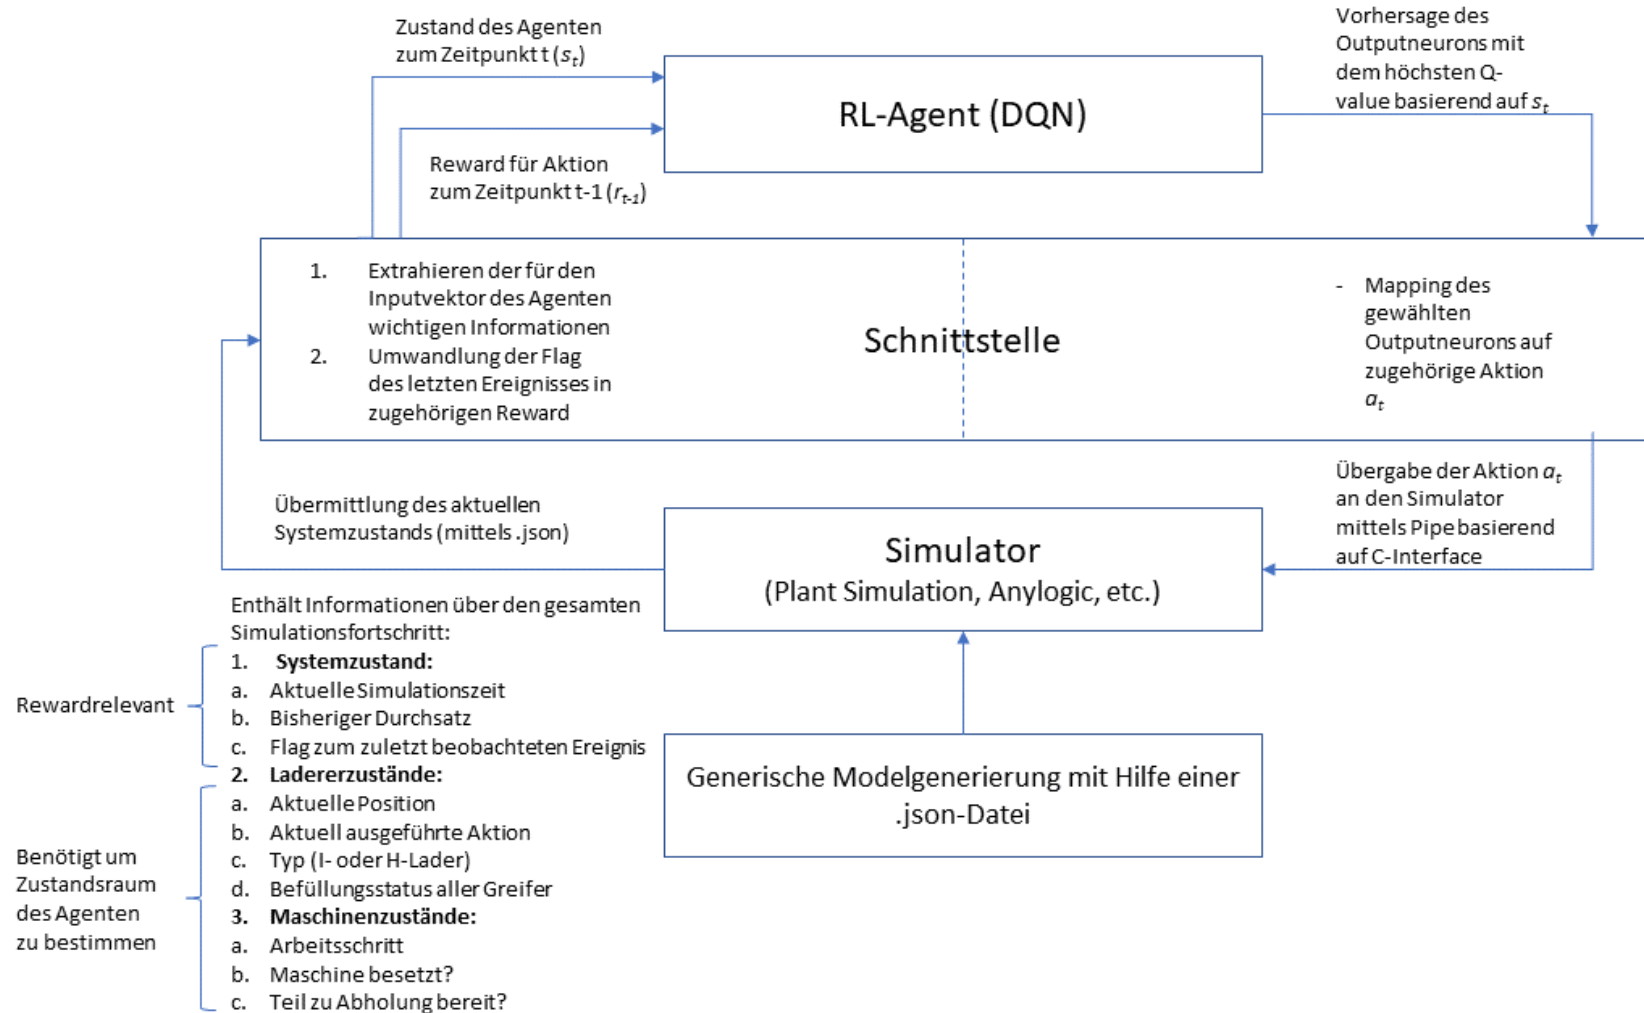 Zustand des Agenten
zum Zeitpunkt t (st)
Reward für Aktion
zum Zeitpunkt t-1 (rt-1)
RL-Agent (DQN)
Vorhersage des
Outputneurons mit
dem höchsten Q-
value basierend auf st
1. Extrahieren der für den
Inputvektor des Agenten
wichtigen Informationen
2. Umwandlung der Flag
des letzten Ereignisses in
zugehörigen Reward
Schnittstelle
- Mapping des
gewählten
Outputneurons auf
zugehörige Aktion
at
Übergabe der Aktion at
an den Simulator
mittels Pipe basierend
auf C-Interface
Übermittlung des aktuellen
Systemzustands (mittels .json)
Simulator
(Plant Simulation, Anylogic, etc.)
Generische Modelgenerierung mit Hilfe einer
.json-Datei
Enthält Informationen über den gesamten
Simulationsfortschritt:
1. Systemzustand:
a. Aktuelle Simulationszeit
b. Bisheriger Durchsatz
c. Flag zum zuletzt beobachteten Ereignis
2. Ladererzustände:
a. Aktuelle Position
b. Aktuell ausgeführte Aktion
c. Typ (I- oder H-Lader)
d. Befüllungsstatus aller Greifer
3. Maschinenzustände:
a. Arbeitsschritt
b. Maschine besetzt?
c. Teil zu Abholung bereit?
Rewardrelevant
Benötigt um
Zustandsraum
des Agenten
zu bestimmen